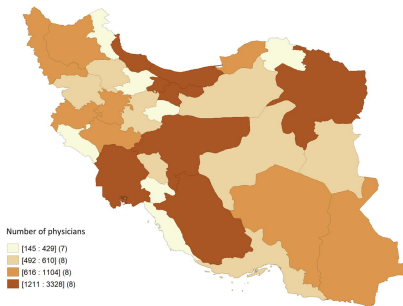 Number of physicians
[145 : 429] (7)
[492 : 610] (8)
[616 : 1104] (8)
[1211 : 3328] (8)